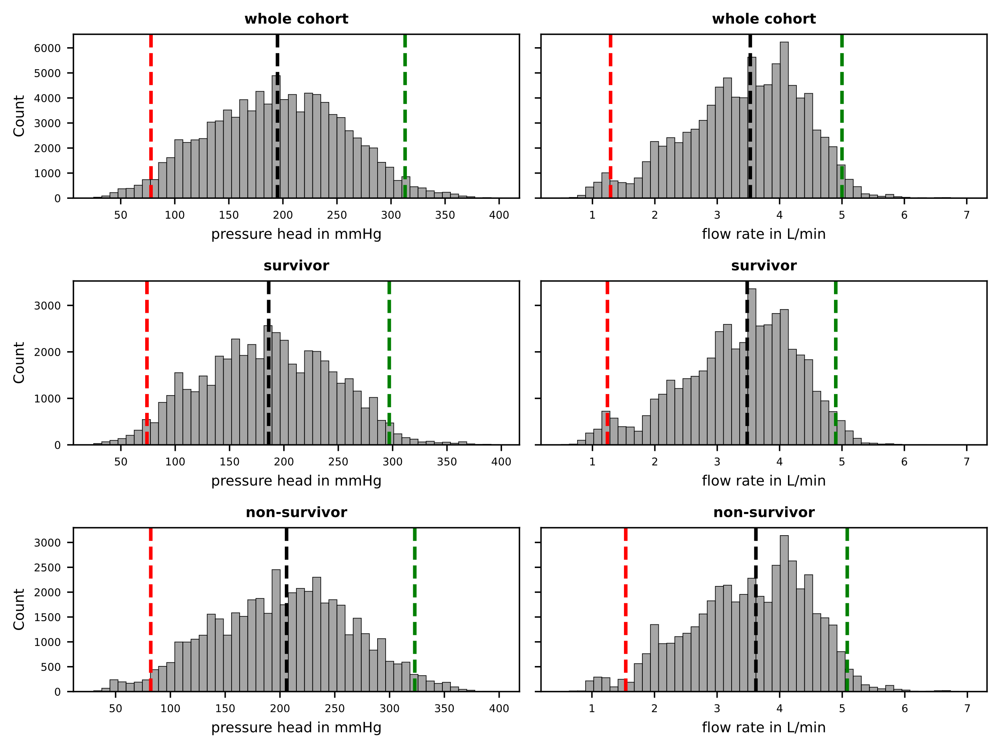 whole cohort
whole cohort
Count
6000
5000
4000
3000
2000
1000
0
50 100 150 200 250 300 350 400
1 2 3 4 5 6 7
pressure head in mmHg
flow rate in L/min
survivor
survivor
Count
3000
2000
1000
0
50 100 150 200 250 300 350 400
1 2 3 4 5 6 7
pressure head in mmHg
flow rate in L/min
non-survivor
non-survivor
Count
3000
2500
2000
1500
1000
500
0
50 100 150 200 250 300 350 400
1 2 3 4 5 6 7
pressure head in mmHg
flow rate in L/min